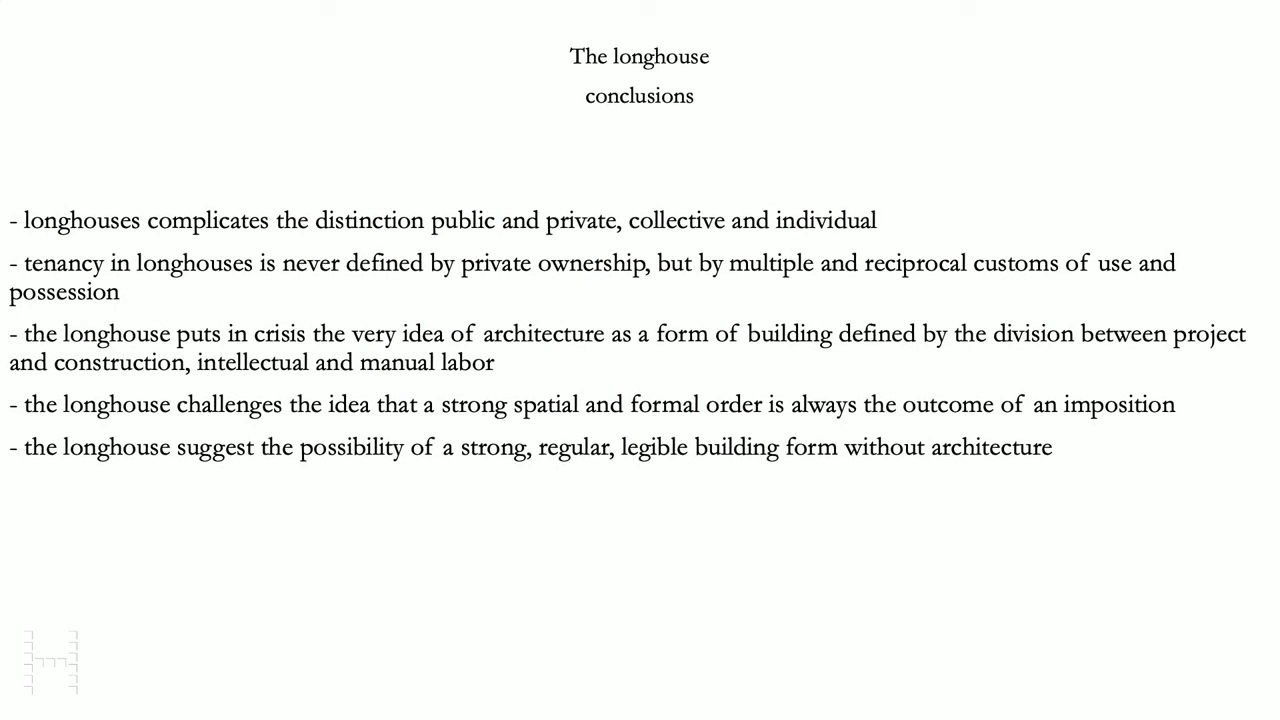 The longhouse
conclusions
- longhouses complicates the distinction public and private, collective and individual
- tenancy in longhouses is never defined by private ownership, but by multiple and reciprocal customs of use and
possession
- the longhouse puts in crisis the very idea of architecture as a form of building defined by the division between project
and construction, intellectual and manual labor
- the longhouse challenges the idea that a strong spatial and formal order is always the outcome of an imposition
- the longhouse suggest the possibility of a strong, regular, legible building form without architecture